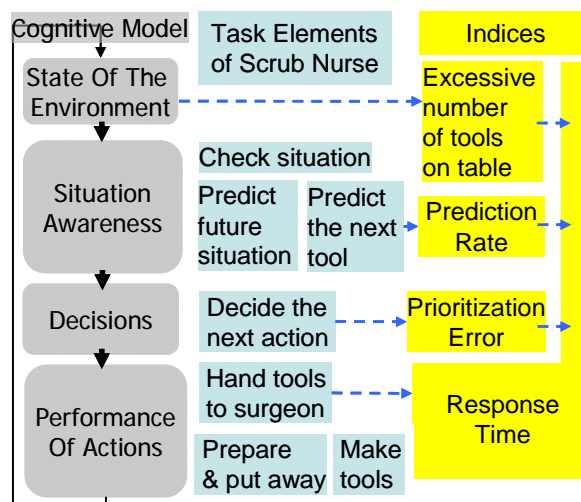 Cognitive Model
State Of The
Environment
Situation
Awareness
Decisions
Performance
Of Actions
Task Elements
of Scrub Nurse
Check situation
Predict
future
situation
Predict
the next
tool
Decide the
next action
Hand tools
to surgeon
Prepare
& put away
Make
tools
Indices
Excessive
number
of tools
on table
Prediction
Rate
Prioritization
Error
Response
Time